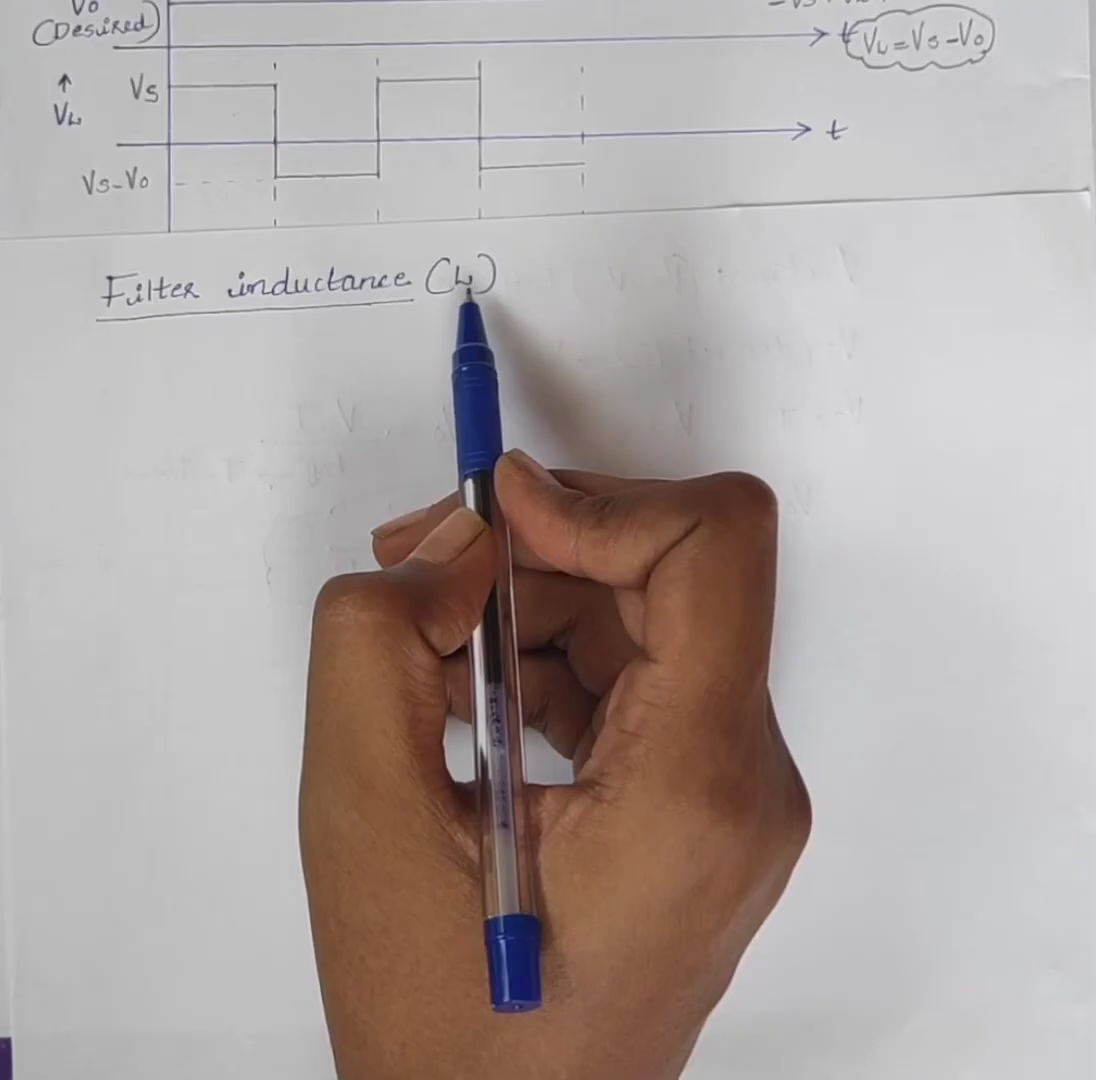 Vo
(Desired)
t
VL=Vs-Vo
VL
Vs
t
Vs-Vo
Filter inductance (L)